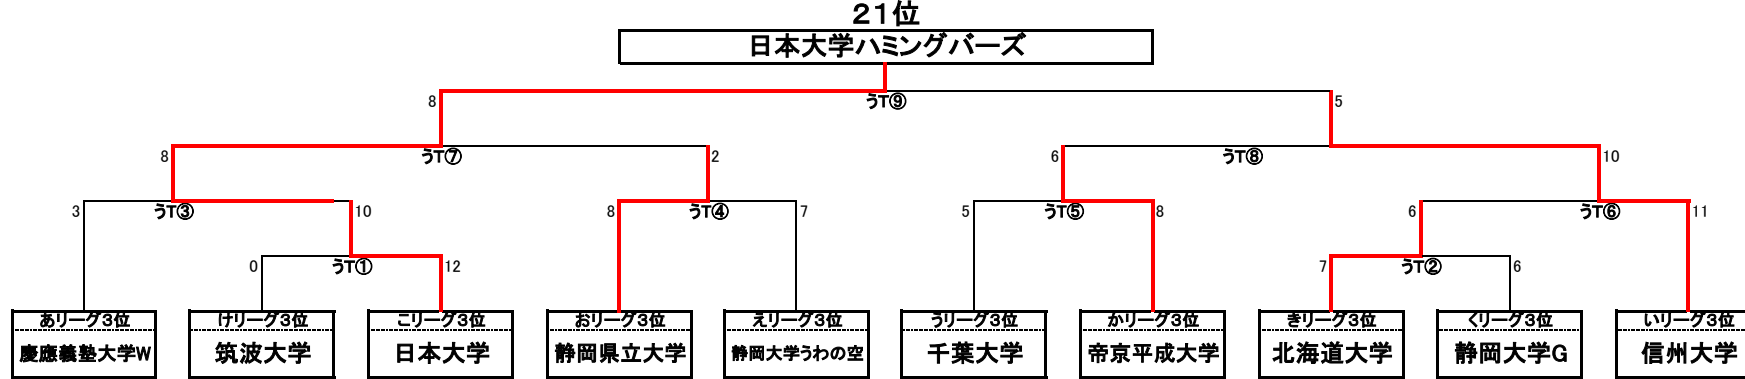 21位
日本大学ハミングバーズ
8 うT⑨ 5
8 うT⑦ 2 6 うT⑧ 10
3 うT③ 10 8 うT④ 7 5 うT⑤ 8 6 うT⑥ 11
0 うT① 12 7 うT② 6
あリーグ3位 けリーグ3位 こリーグ3位 おリーグ3位 えリーグ3位 うリーグ3位 かリーグ3位 きリーグ3位 くリーグ3位 いリーグ3位
慶應義塾大学W 筑波大学 日本大学 静岡県立大学 静岡大学うわの空 千葉大学 帝京平成大学 北海道大学 静岡大学G 信州大学